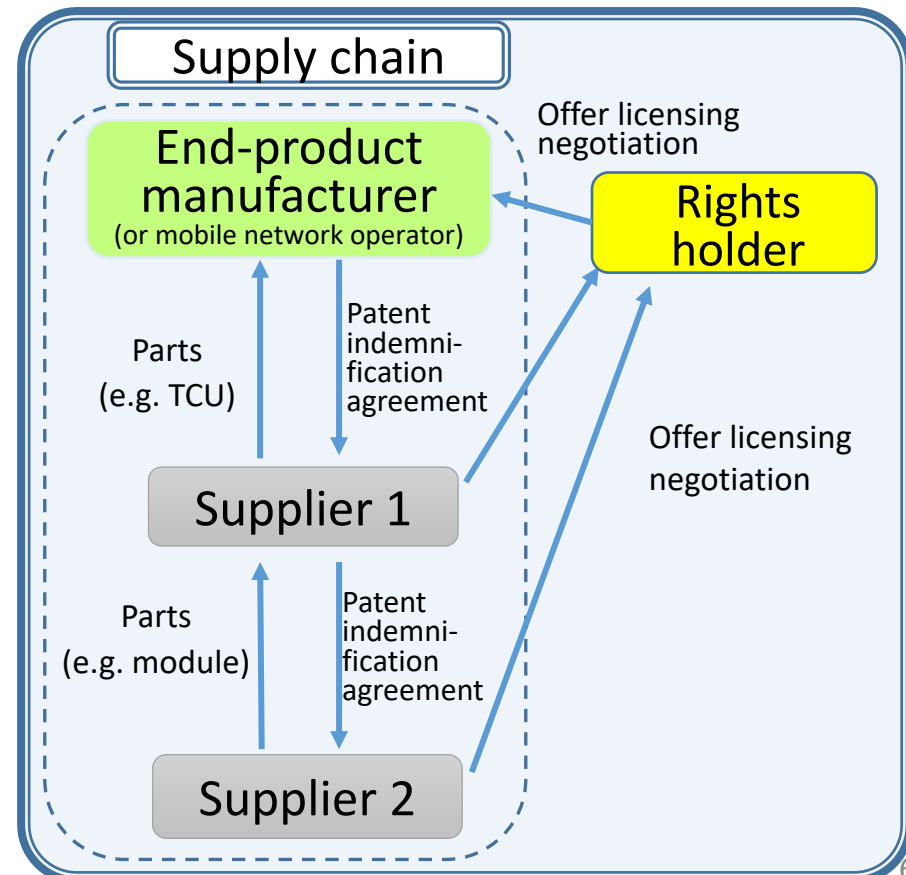 Supply chain
Offer licensing
negotiation
End-product
manufacturer
(or mobile network operator)
Rights
holder
Parts
(e.g. TCU)
Patent
indemni-
fication
agreement
Offer licensing
negotiation
Supplier 1
Parts
(e.g. module)
Patent
indemni-
fication
agreement
Supplier 2
6